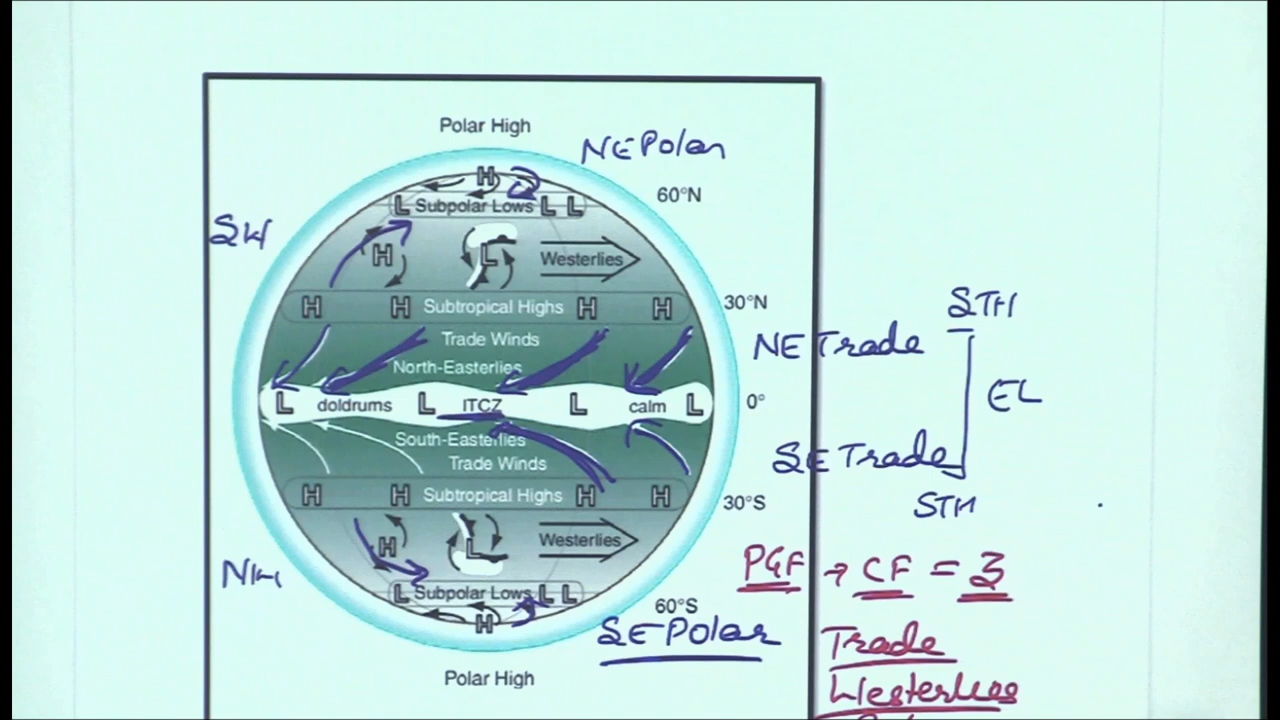 Polar High
NE Polar
H
60°N
L Subpolar Lows L L
SW
H L Westerlies
H H Subtropical Highs H H
30°N
STH
Trade Winds
NE Trade
North-Easterlies
EL
L doldrums L ITCZ L calm L
0°
South-Easterlies
Trade Winds
SE Trade
H H Subtropical Highs H H
30°S
STH
H L Westerlies
PGF → CF = 3
NW
L Subpolar Lows L L
60°S
H
SE Polar
Trade
Polar High
Westerlies